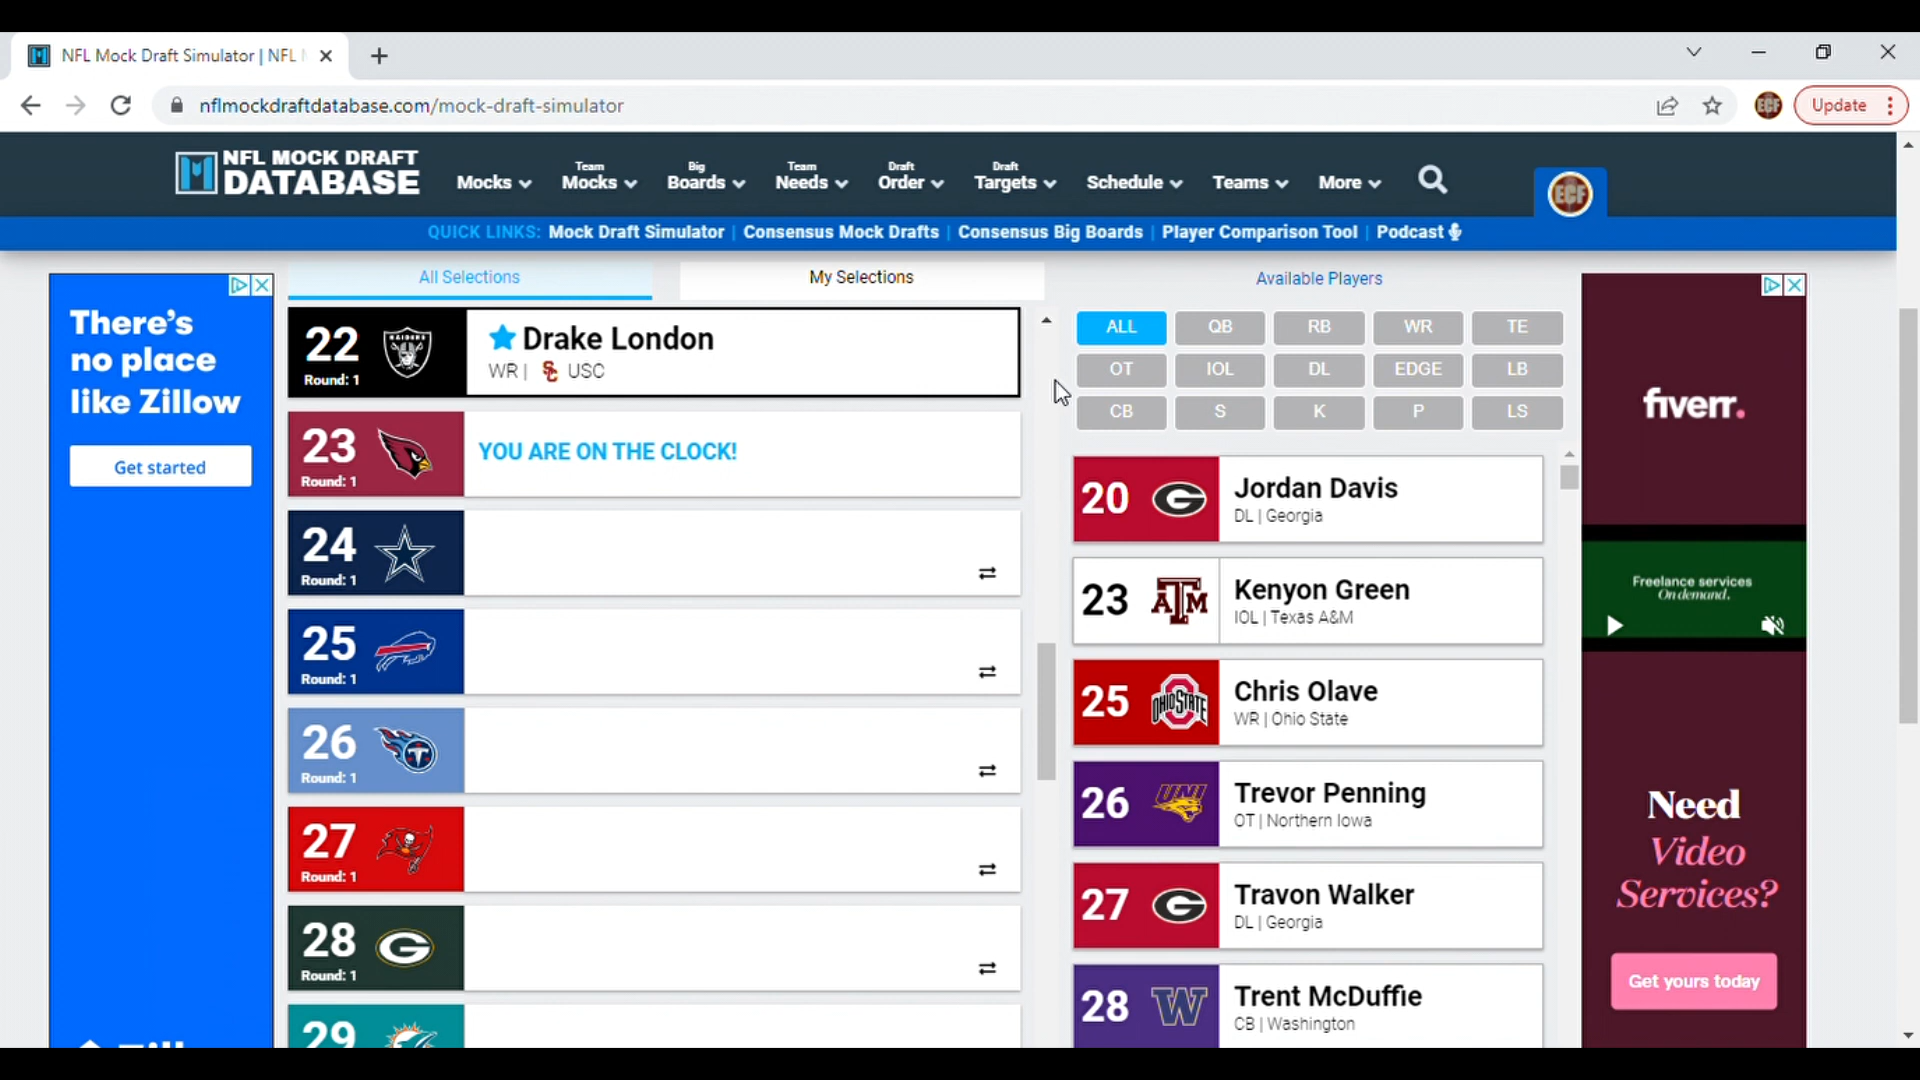 NFL Mock Draft Simulator | NFL
nflmockdraftdatabase.com/mock-draft-simulator
ECF
Update
NFL MOCK DRAFT
DATABASE
Mocks
Team
Mocks
Big
Boards
Team
Needs
Draft
Order
Draft
Targets
Schedule
Teams
More
ECF
QUICK LINKS: Mock Draft Simulator | Consensus Mock Drafts | Consensus Big Boards | Player Comparison Tool | Podcast
There's
no place
like Zillow
Get started
All Selections
My Selections
22
Round: 1
RAIDERS
Drake London
WR | SC USC
23
Round: 1
YOU ARE ON THE CLOCK!
24
Round: 1
25
Round: 1
26
Round: 1
T
27
Round: 1
28
Round: 1
G
29
Available Players
ALL QB RB WR TE
OT IOL DL EDGE LB
CB S K P LS
20
G
Jordan Davis
DL | Georgia
23
ATM
Kenyon Green
IOL | Texas A&M
25
OHIO STATE
Chris Olave
WR | Ohio State
26
UNI
Trevor Penning
OT | Northern Iowa
27
G
Travon Walker
DL | Georgia
28
W
Trent McDuffie
CB | Washington
fiverr.
Freelance services
On demand.
Need
Video
Services?
Get yours today